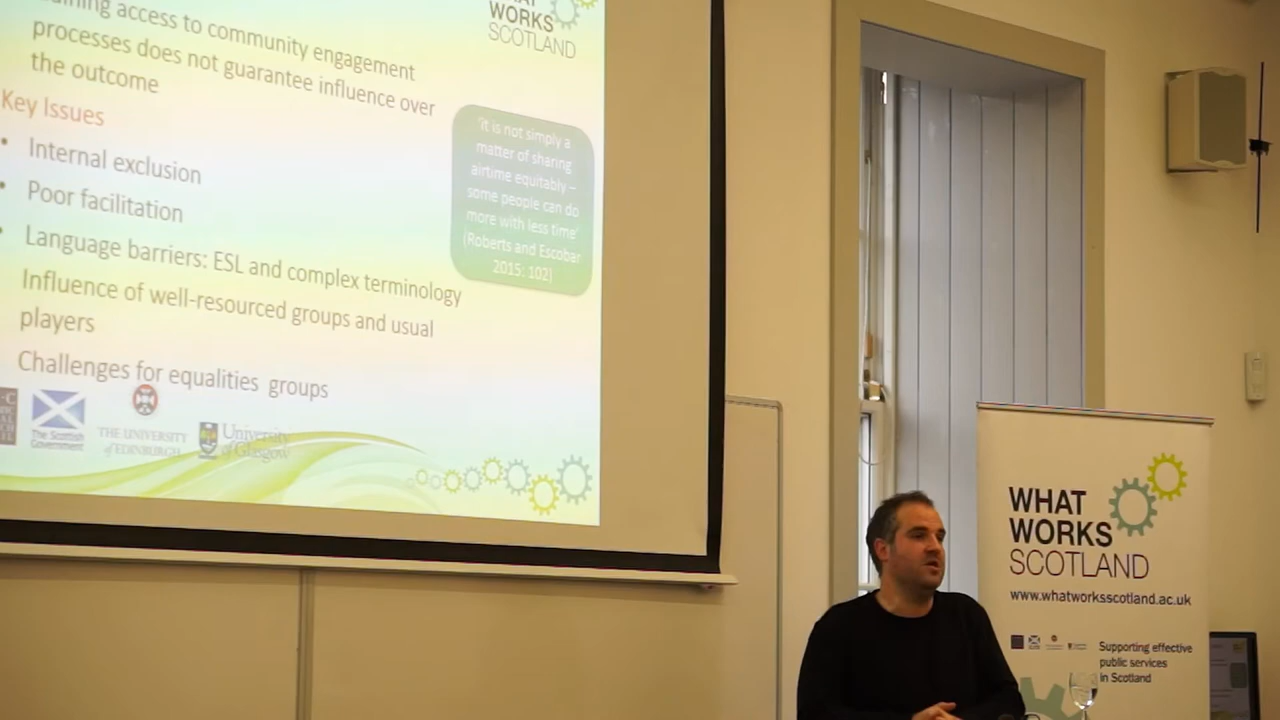 access to community engagement
processes does not guarantee influence over
the outcome
Key Issues
• Internal exclusion
• Poor facilitation
• Language barriers: ESL and complex terminology
Influence of well-resourced groups and usual
players
Challenges for equalities groups
WORKS
SCOTLAND
'it is not simply a
matter of sharing
airtime equitably –
some people can do
more with less time'
(Roberts and Escobar
2015: 102)
The Scottish
Government
THE UNIVERSITY
of EDINBURGH
University
of Glasgow
WHAT
WORKS
SCOTLAND
www.whatworksscotland.ac.uk
Supporting effective
public services
in Scotland